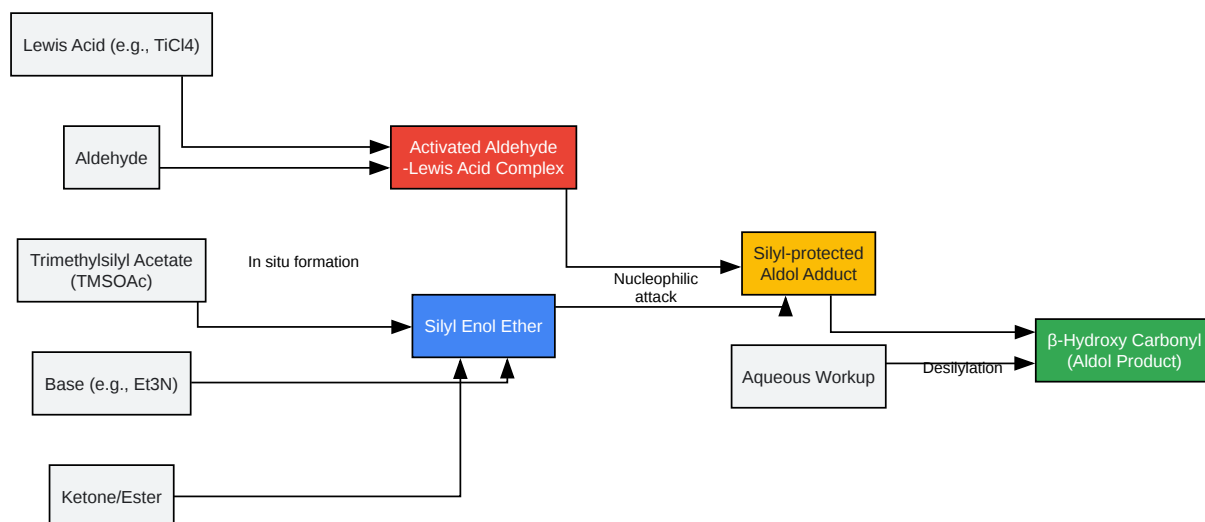 Lewis Acid (e.g., TiCl4)
Aldehyde
Activated Aldehyde
-Lewis Acid Complex
Trimethylsilyl Acetate
(TMSOAc)
In situ formation
Silyl Enol Ether
Nucleophilic
attack
Silyl-protected
Aldol Adduct
Base (e.g., Et3N)
Aqueous Workup
Desilylation
β-Hydroxy Carbonyl
(Aldol Product)
Ketone/Ester